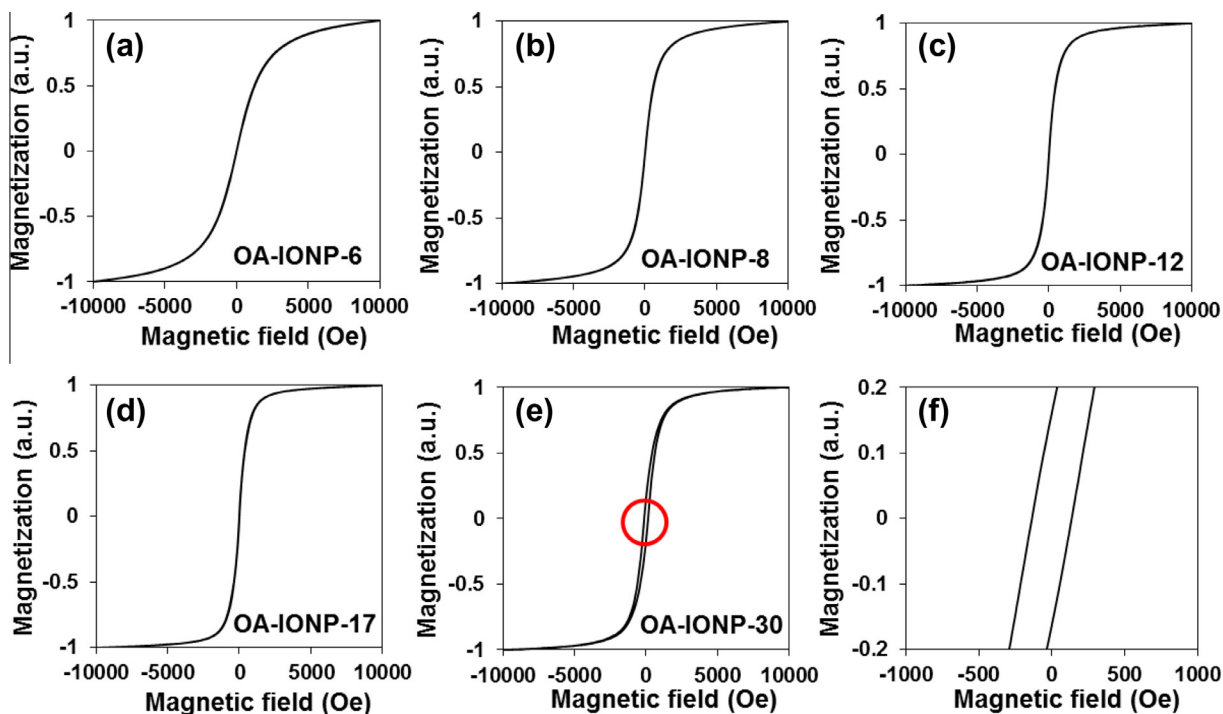 (a)
Magnetization (a.u.)
1
0.5
0
-0.5
-1
-10000 -5000 0 5000 10000
Magnetic field (Oe)
OA-IONP-6
(b)
Magnetization (a.u.)
1
0.5
0
-0.5
-1
-10000 -5000 0 5000 10000
Magnetic field (Oe)
OA-IONP-8
(c)
Magnetization (a.u.)
1
0.5
0
-0.5
-1
-10000 -5000 0 5000 10000
Magnetic field (Oe)
OA-IONP-12
(d)
Magnetization (a.u.)
1
0.5
0
-0.5
-1
-10000 -5000 0 5000 10000
Magnetic field (Oe)
OA-IONP-17
(e)
Magnetization (a.u.)
1
0.5
0
-0.5
-1
-10000 -5000 0 5000 10000
Magnetic field (Oe)
OA-IONP-30
(f)
Magnetization (a.u.)
0.2
0.1
0
-0.1
-0.2
-1000 -500 0 500 1000
Magnetic field (Oe)